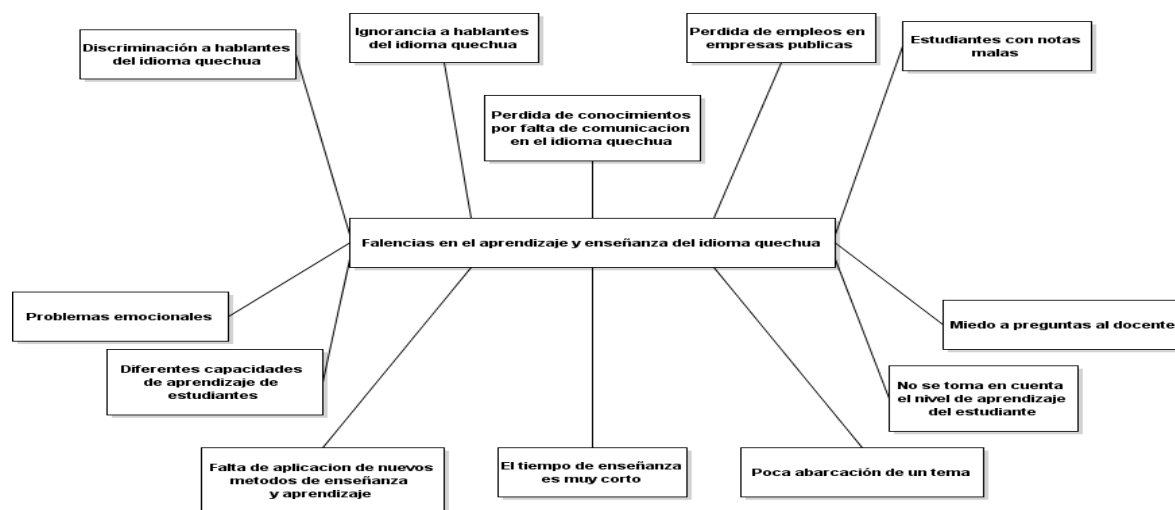 Discriminación a hablantes
del idioma quechua
Ignorancia a hablantes
del idioma quechua
Perdida de empleos en
empresas publicas
Estudiantes con notas
malas
Perdida de conocimientos
por falta de comunicacion
en el idioma quechua
Falencias en el aprendizaje y enseñanza del idioma quechua
Problemas emocionales
Miedo a preguntas al docente
Diferentes capacidades
de aprendizaje de
estudiantes
No se toma en cuenta
el nivel de aprendizaje
del estudiante
Falta de aplicacion de nuevos
metodos de enseñanza
y aprendizaje
El tiempo de enseñanza
es muy corto
Poca abarcación de un tema